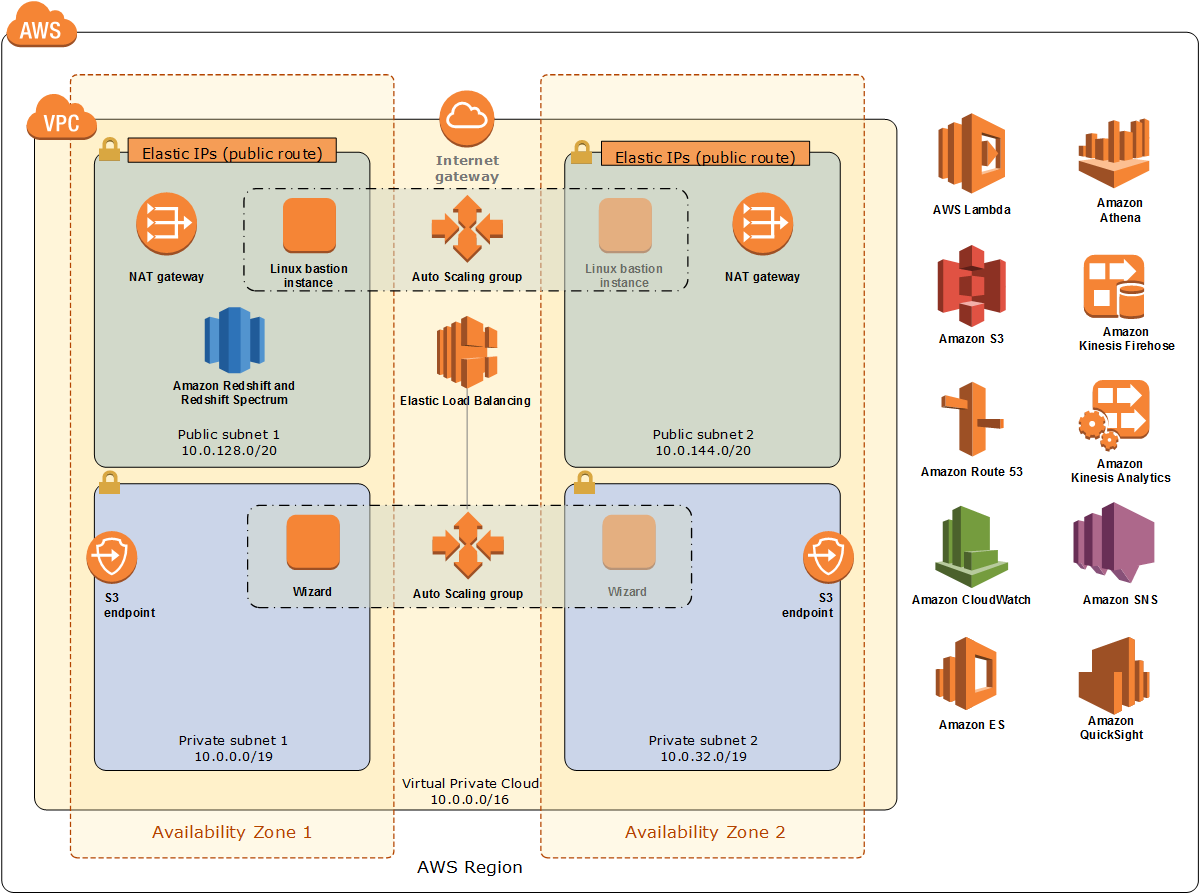 AWS
VPC
Elastic IPs (public route)
Internet
gateway
Elastic IPs (public route)
NAT gateway
Linux bastion
instance
Auto Scaling group
Linux bastion
instance
NAT gateway
Amazon Redshift and
Redshift Spectrum
Elastic Load Balancing
Public subnet 1
10.0.128.0/20
Public subnet 2
10.0.144.0/20
S3
endpoint
Wizard
Auto Scaling group
Wizard
S3
endpoint
Private subnet 1
10.0.0.0/19
Private subnet 2
10.0.32.0/19
Virtual Private Cloud
10.0.0.0/16
Availability Zone 1
Availability Zone 2
AWS Region
AWS Lambda
Amazon
Athena
Amazon S3
Amazon
Kinesis Firehose
Amazon Route 53
Amazon
Kinesis Analytics
Amazon CloudWatch
Amazon SNS
Amazon ES
Amazon
QuickSight